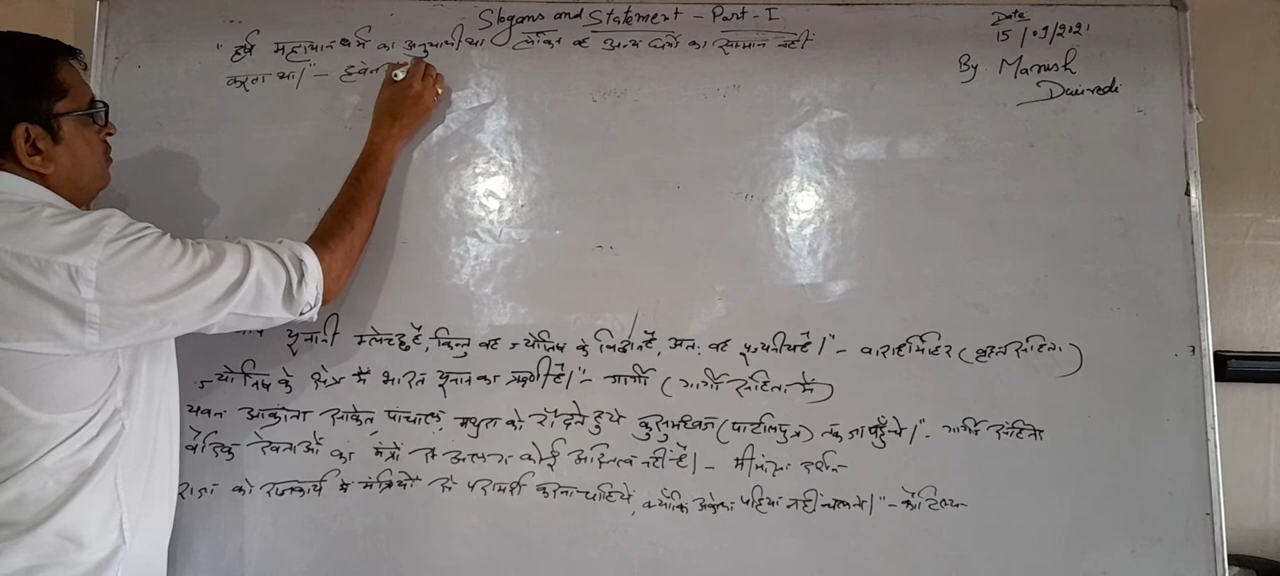 Slogans and Statement - Part - I
Date
15/09/2021
By Manish
Dwivedi
"हर्ष महायान धर्म का अनुयायी था लेकिन वह अन्य धर्मो का सम्मान नहीं
करता था।" - ह्वेन
यूनानी म्लेच्छ है, किन्तु वह ज्योतिष के विद्वान है, अतः वह पूज्यनीय है।" - वाराहमिहिर (वृहत संहिता)
ज्योतिष के क्षेत्र में भारत यूनान का ऋणी है।" - गार्गी (गार्गी संहिता में)
यवन आक्रांता साकेत, पांचाल, मथुरा को रौंदते हुये कुसुमध्वज (पाटलिपुत्र) तक जा पहुँचे।" - गार्गी संहिता
वैदिक देवताओं का मंत्रों से अलग कोई अस्तित्व नहीं है। - मीमांसा दर्शन
राजा को राजकार्य में मंत्रियों से परामर्श करना चाहिये, क्योंकि अकेला पहिया नहीं चलता।" - कौटिल्य